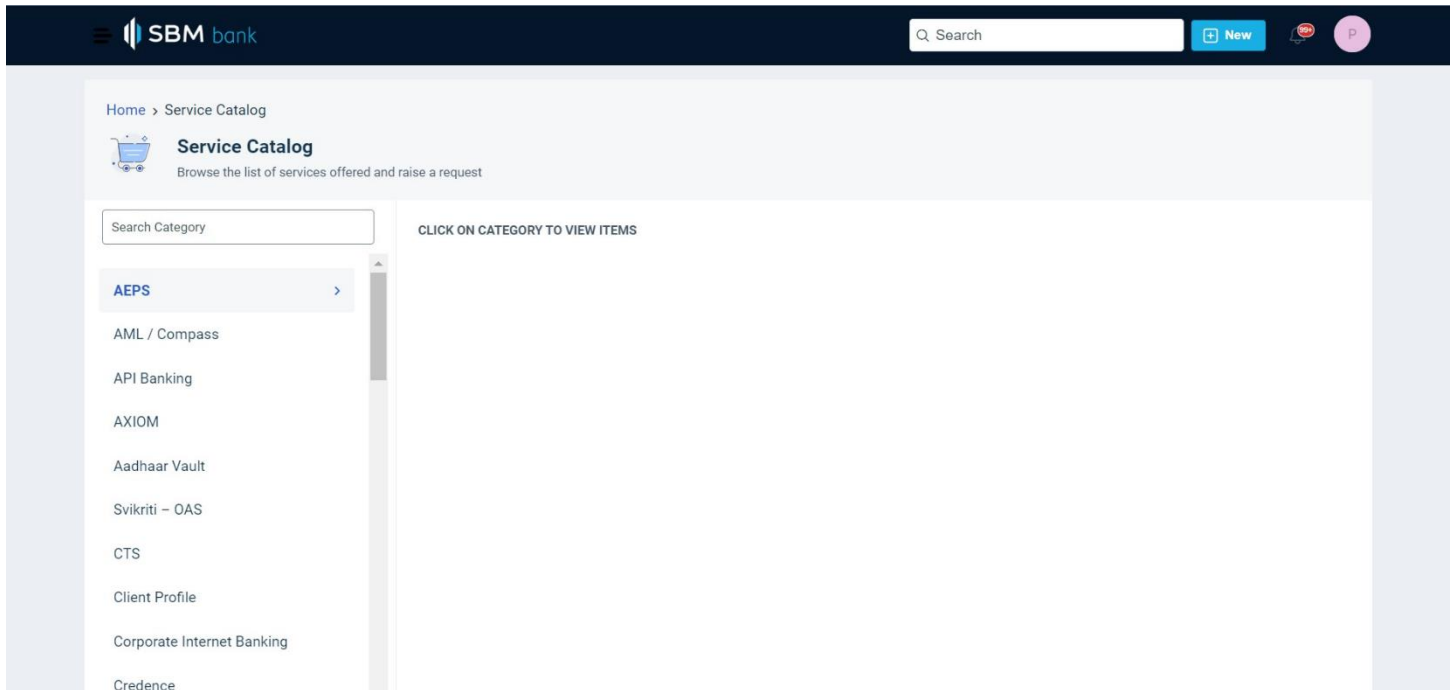 SBM bank
Search
New
99+
P
Home > Service Catalog
Service Catalog
Browse the list of services offered and raise a request
Search Category
CLICK ON CATEGORY TO VIEW ITEMS
AEPS
AML / Compass
API Banking
AXIOM
Aadhaar Vault
Svikriti – OAS
CTS
Client Profile
Corporate Internet Banking
Credence